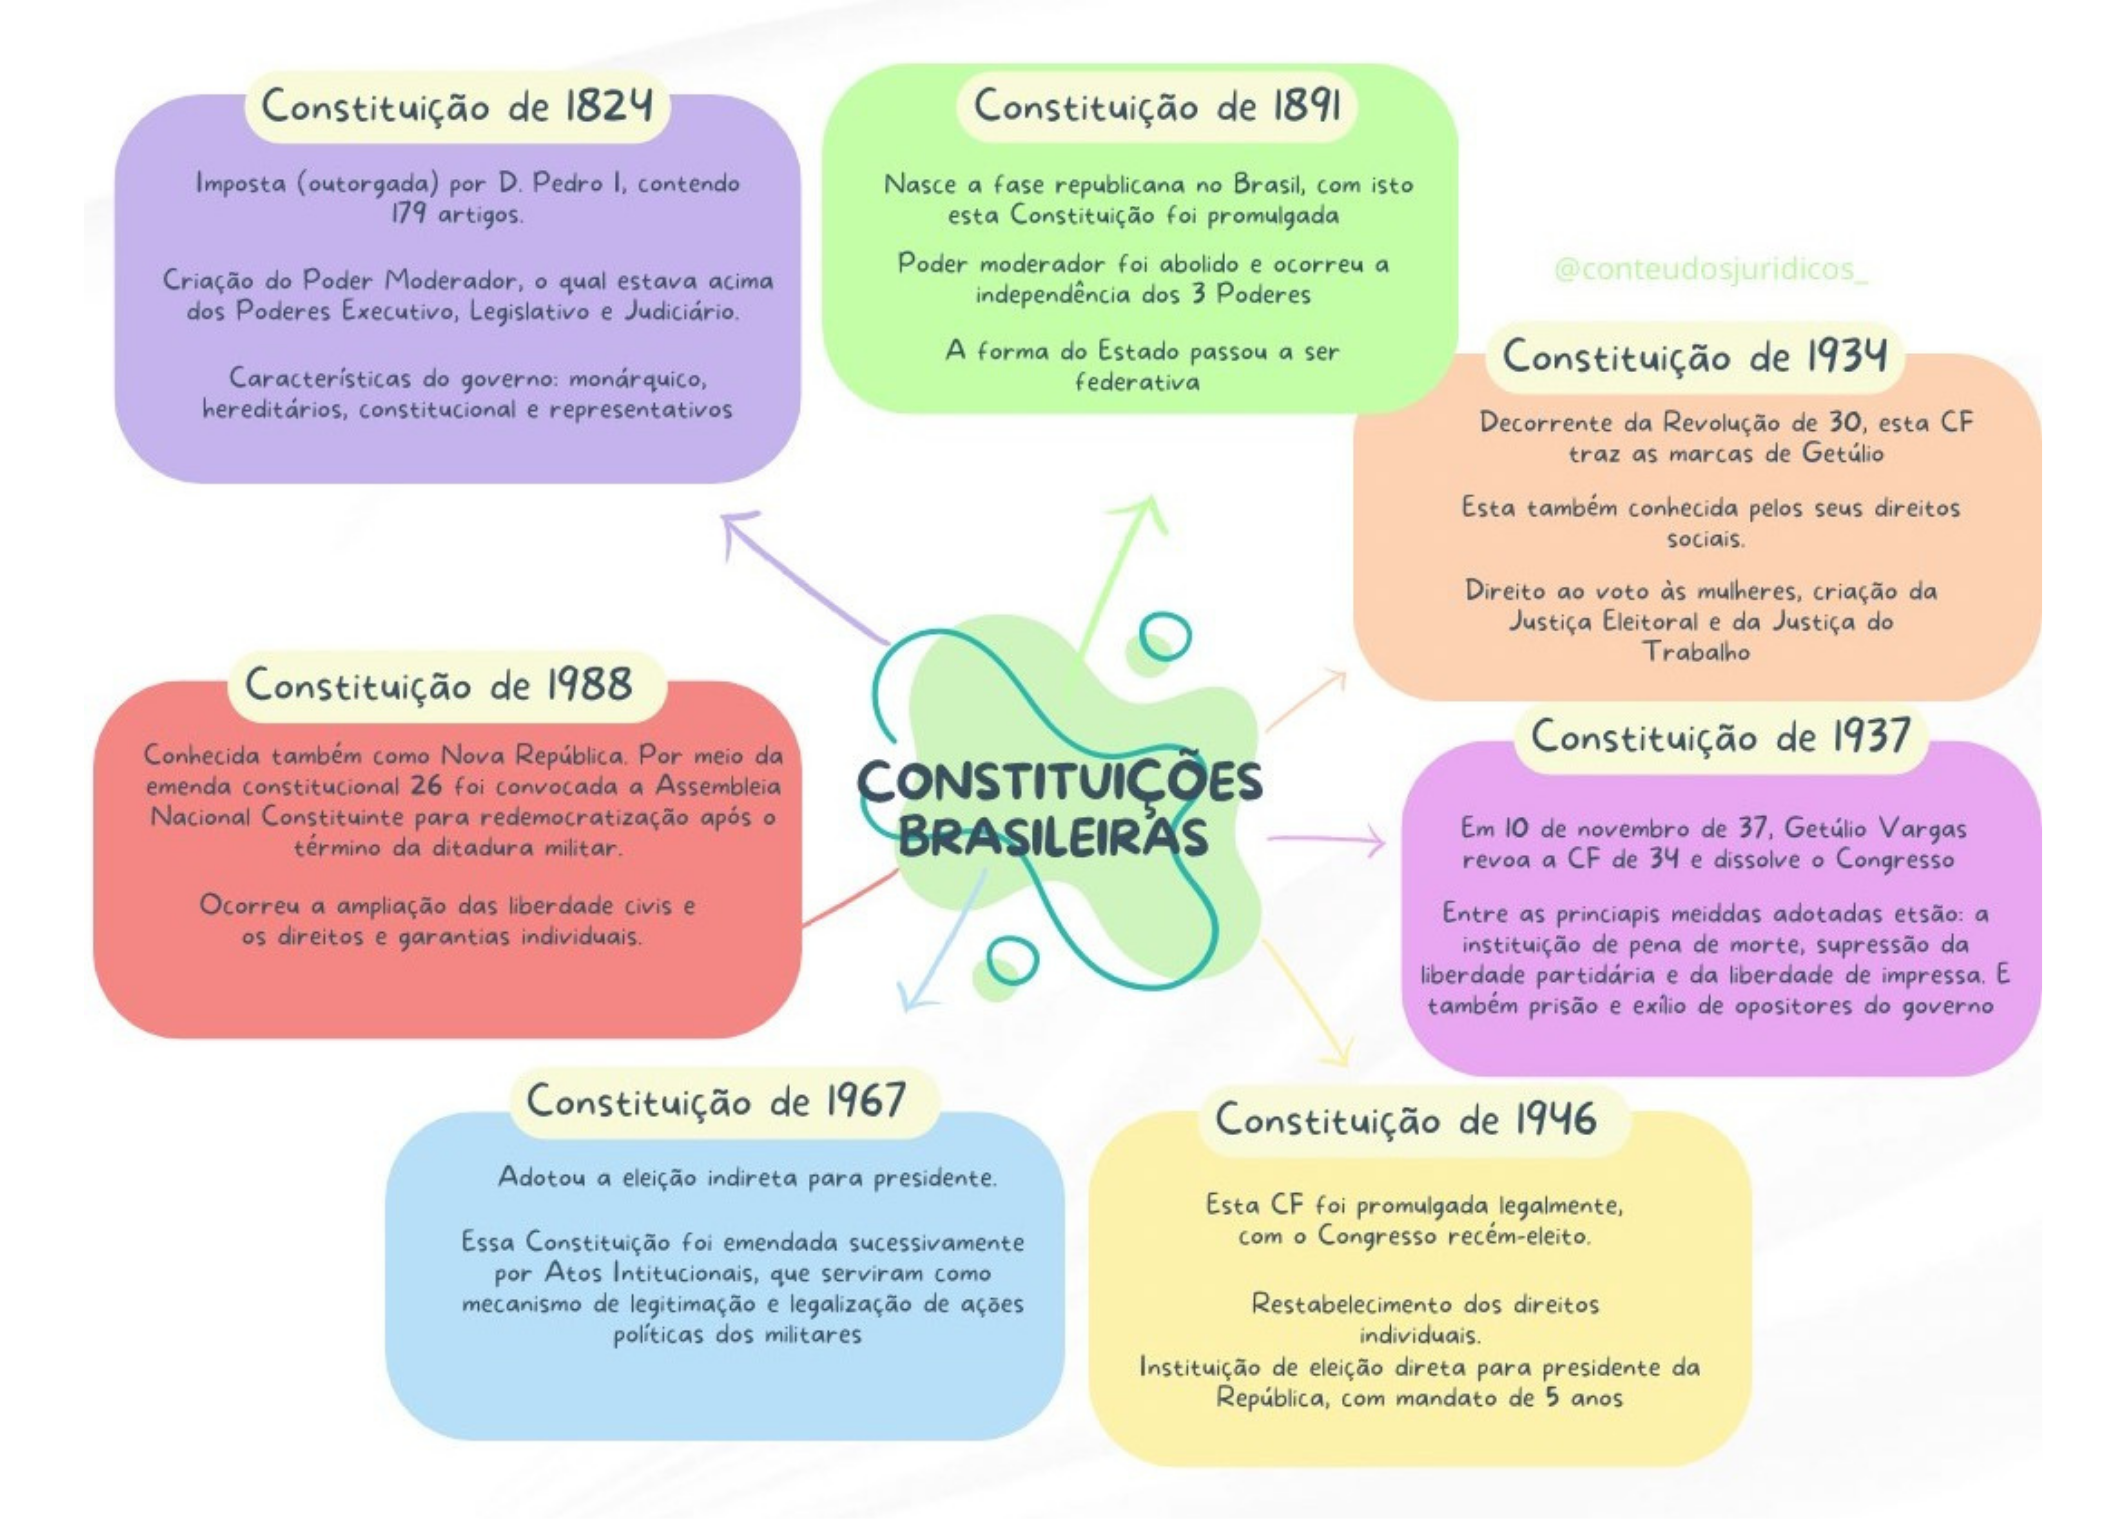 Constituição de 1824
Imposta (outorgada) por D. Pedro I, contendo
179 artigos.
Criação do Poder Moderador, o qual estava acima
dos Poderes Executivo, Legislativo e Judiciário.
Características do governo: monárquico,
hereditários, constitucional e representativos
Constituição de 1891
Nasce a fase republicana no Brasil, com isto
esta Constituição foi promulgada
Poder moderador foi abolido e ocorreu a
independência dos 3 Poderes
A forma do Estado passou a ser
federativa
@conteudosjuridicos_
Constituição de 1934
Decorrente da Revolução de 30, esta CF
traz as marcas de Getúlio
Esta também conhecida pelos seus direitos
sociais.
Direito ao voto às mulheres, criação da
Justiça Eleitoral e da Justiça do
Trabalho
Constituição de 1988
Conhecida também como Nova República. Por meio da
emenda constitucional 26 foi convocada a Assembleia
Nacional Constituinte para redemocratização após o
término da ditadura militar.
Ocorreu a ampliação das liberdade civis e
os direitos e garantias individuais.
CONSTITUIÇÕES
BRASILEIRAS
Constituição de 1937
Em 10 de novembro de 37, Getúlio Vargas
revoa a CF de 34 e dissolve o Congresso
Entre as princiapis meiddas adotadas etsão: a
instituição de pena de morte, supressão da
liberdade partidária e da liberdade de impressa. E
também prisão e exílio de opositores do governo
Constituição de 1967
Adotou a eleição indireta para presidente.
Essa Constituição foi emendada sucessivamente
por Atos Intitucionais, que serviram como
mecanismo de legitimação e legalização de ações
políticas dos militares
Constituição de 1946
Esta CF foi promulgada legalmente,
com o Congresso recém-eleito.
Restabelecimento dos direitos
individuais.
Instituição de eleição direta para presidente da
República, com mandato de 5 anos